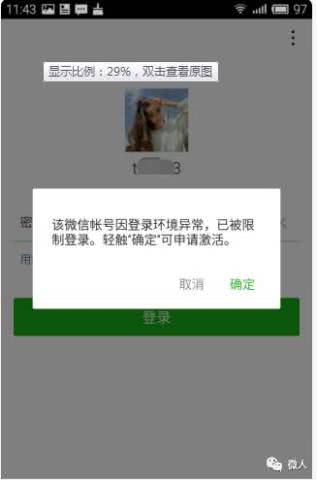 11:43
97
显示比例：29%，双击查看原图
t 3
密
该微信帐号因登录环境异常，已被限
制登录。轻触"确定"可申请激活。
用
取消 确定
登录
微人